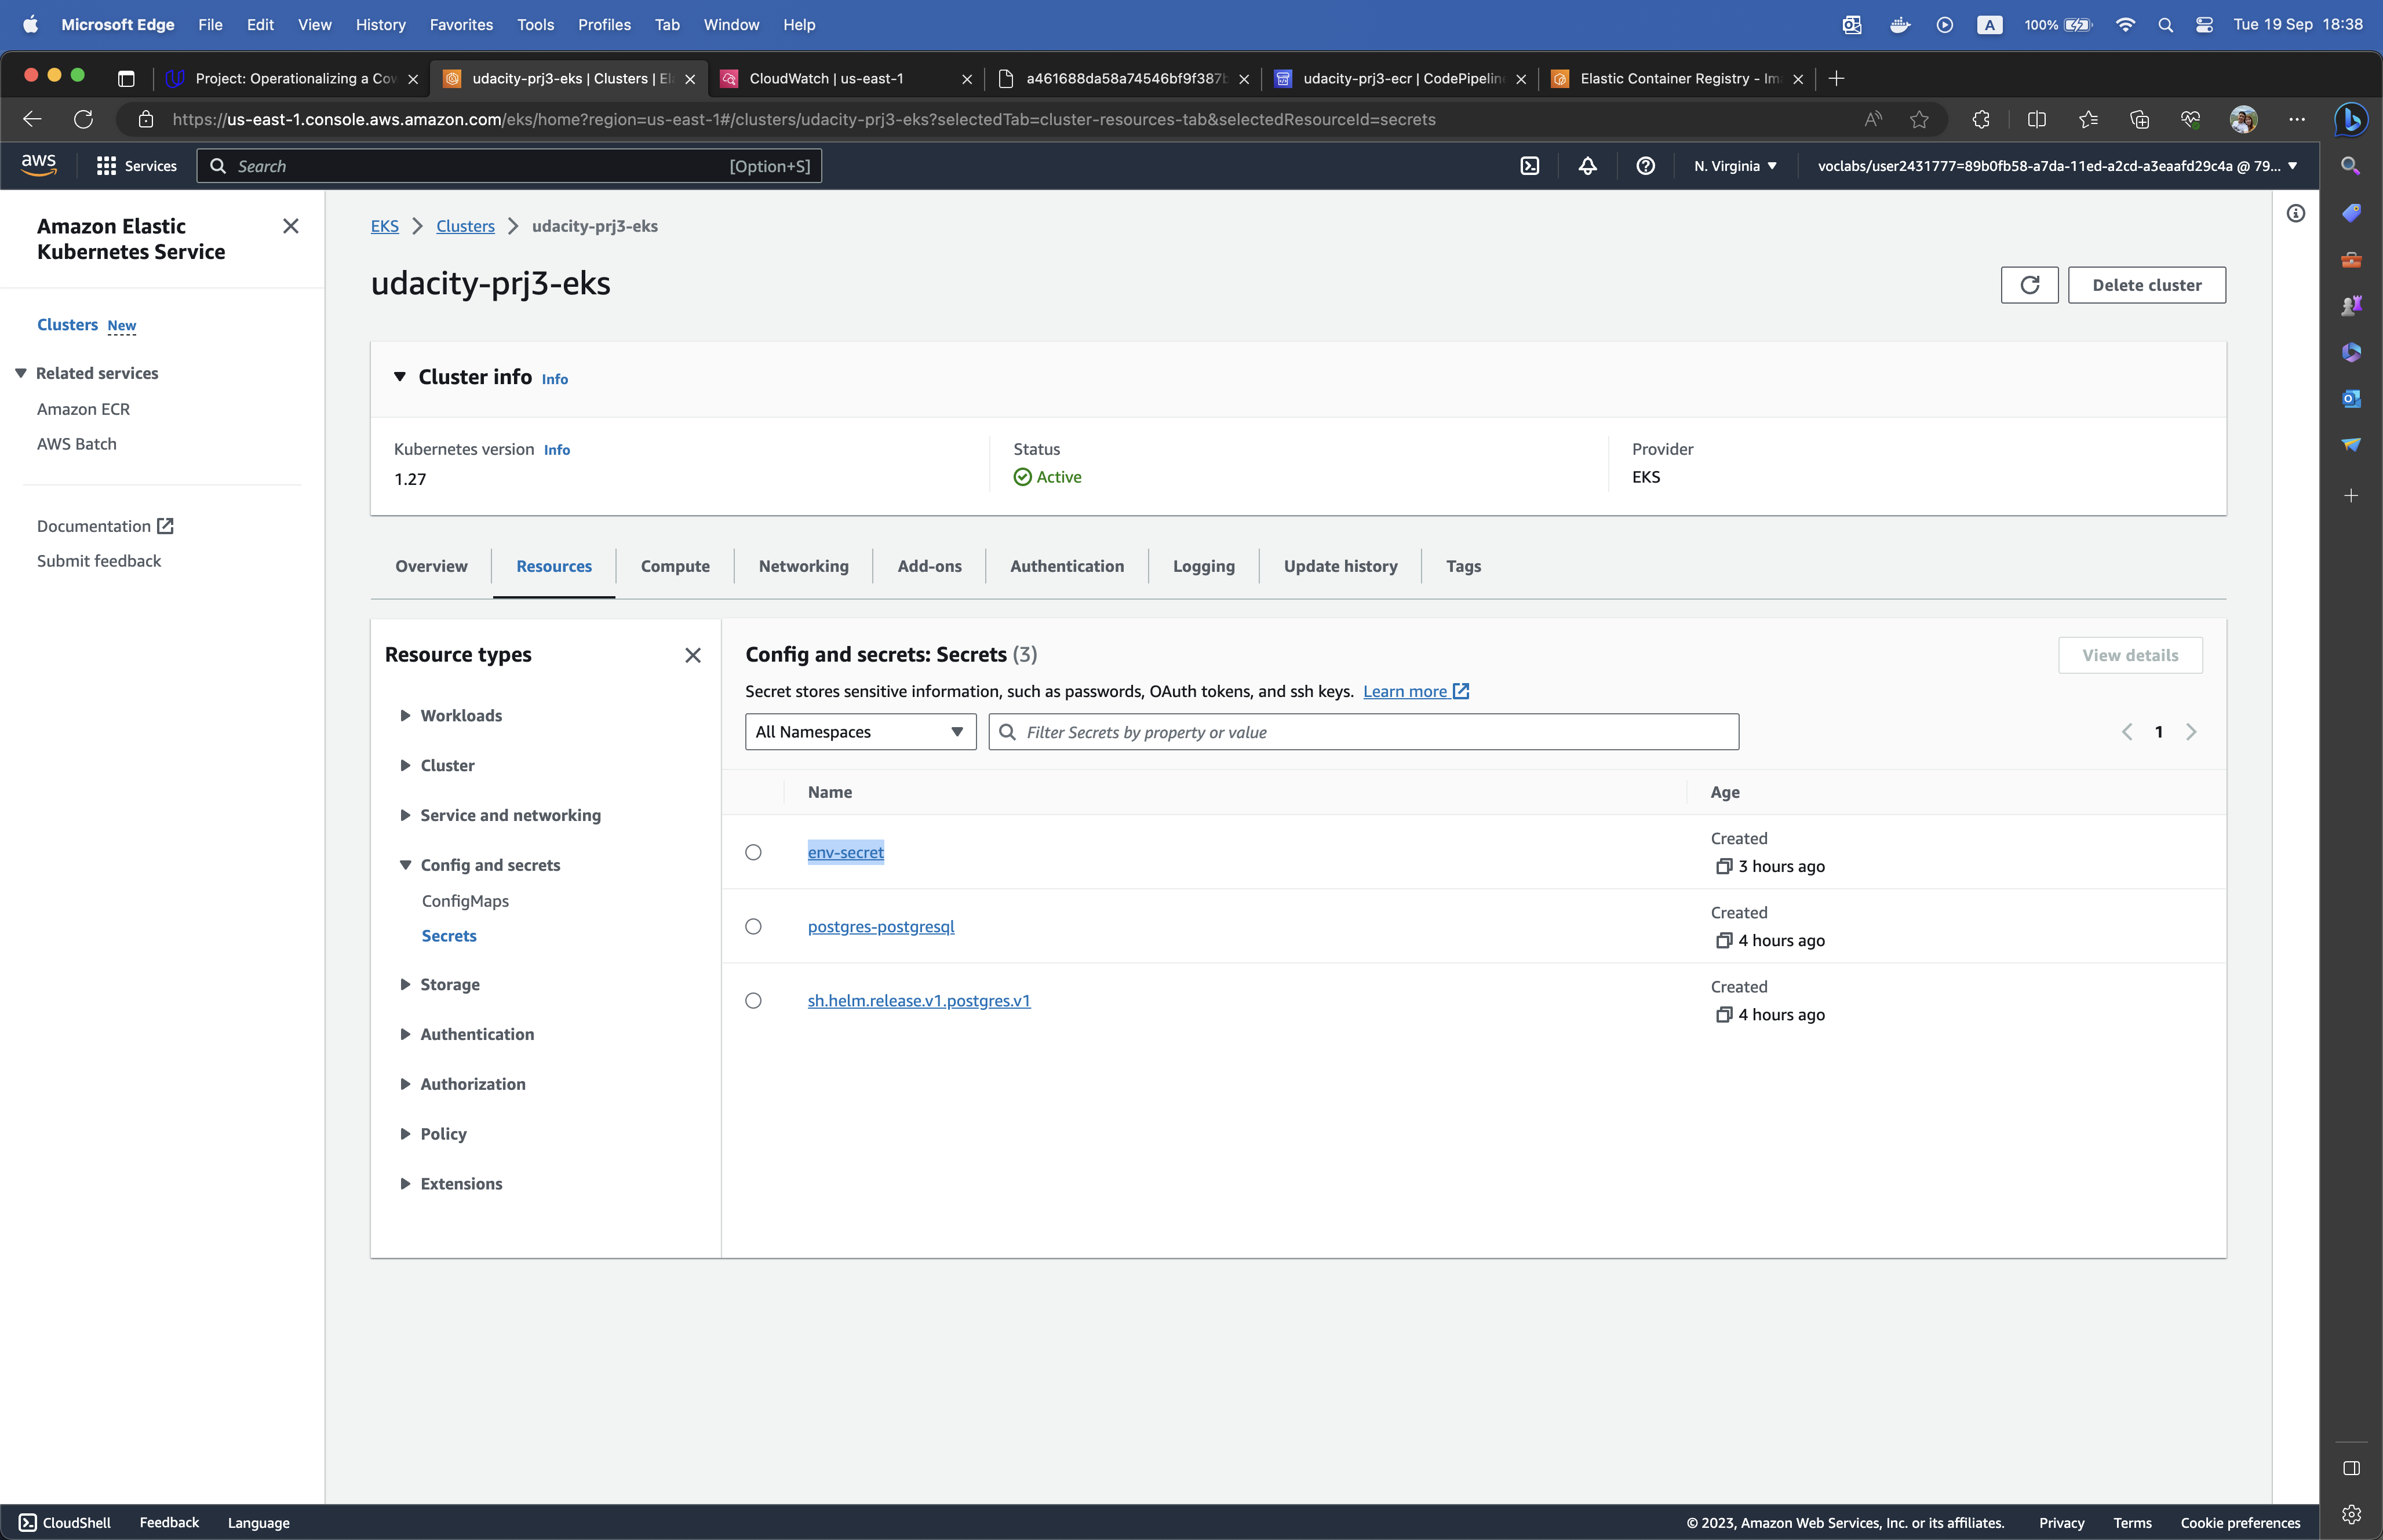 Microsoft Edge File Edit View History Favorites Tools Profiles Tab Window Help A 100% Tue 19 Sep 18:38
Project: Operationalizing a Cow
udacity-prj3-eks | Clusters | El
CloudWatch | us-east-1
a461688da58a74546bf9f387b
udacity-prj3-ecr | CodePipeline
Elastic Container Registry - Im
https://us-east-1.console.aws.amazon.com/eks/home?region=us-east-1#/clusters/udacity-prj3-eks?selectedTab=cluster-resources-tab&selectedResourceId=secrets
aws Services Search [Option+S] N. Virginia voclabs/user2431777=89b0fb58-a7da-11ed-a2cd-a3eaafd29c4a @ 79...
Amazon Elastic
Kubernetes Service
Clusters New
Related services
Amazon ECR
AWS Batch
Documentation
Submit feedback
EKS Clusters udacity-prj3-eks
udacity-prj3-eks
Delete cluster
Cluster info Info
Kubernetes version Info
1.27
Status
Active
Provider
EKS
Overview Resources Compute Networking Add-ons Authentication Logging Update history Tags
Resource types
Workloads
Cluster
Service and networking
Config and secrets
ConfigMaps
Secrets
Storage
Authentication
Authorization
Policy
Extensions
Config and secrets: Secrets (3)
View details
Secret stores sensitive information, such as passwords, OAuth tokens, and ssh keys. Learn more
All Namespaces Filter Secrets by property or value 1
Name Age
env-secret
Created
3 hours ago
postgres-postgresql
Created
4 hours ago
sh.helm.release.v1.postgres.v1
Created
4 hours ago
CloudShell Feedback Language © 2023, Amazon Web Services, Inc. or its affiliates. Privacy Terms Cookie preferences